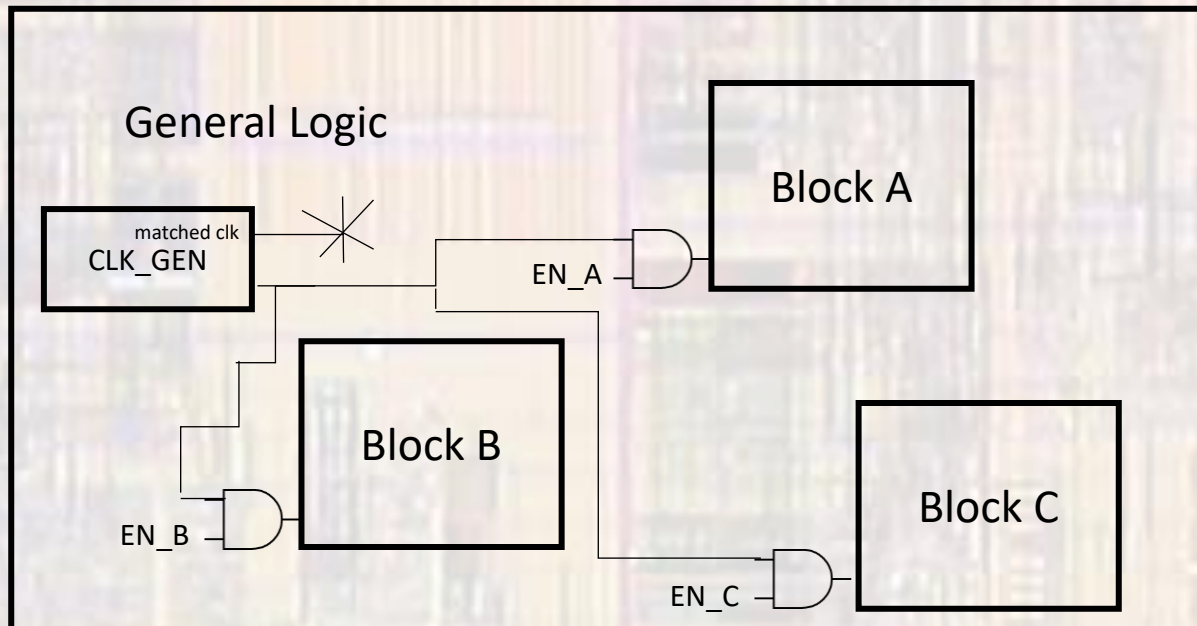 General Logic
Block A
matched clk
CLK_GEN
EN_A
Block B
Block C
EN_B
EN_C